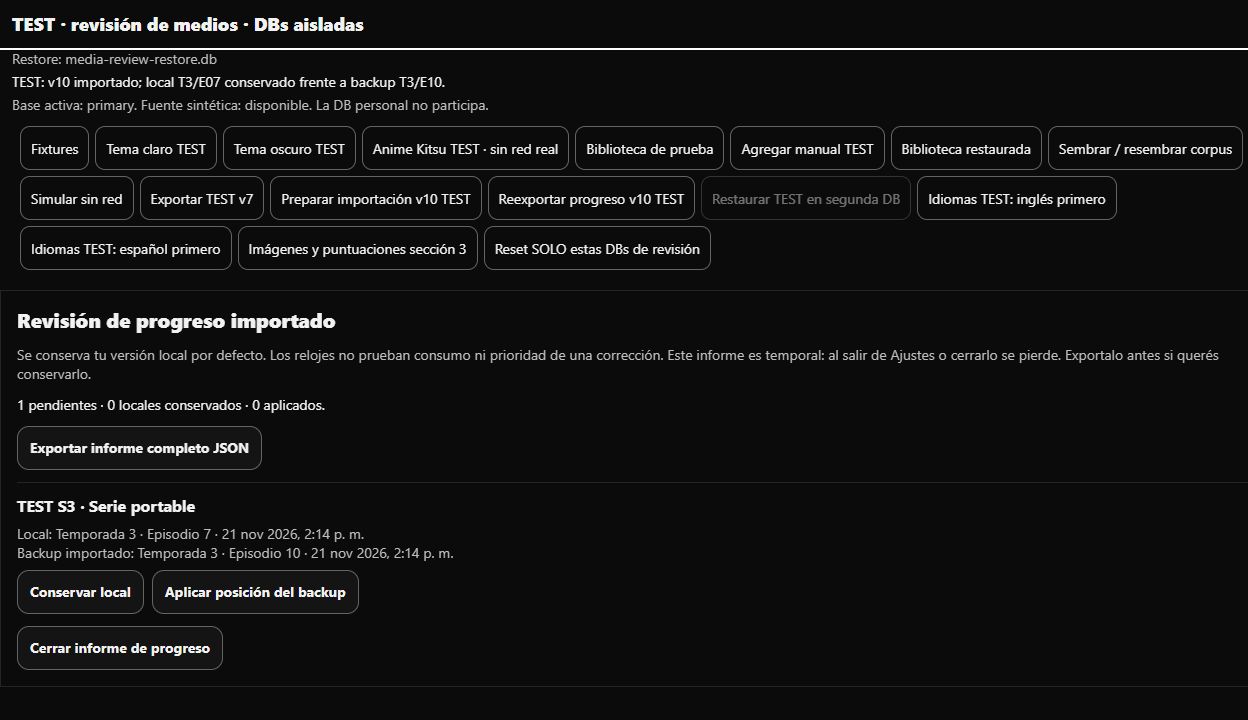 TEST · revisión de medios · DBs aisladas
Restore: media-review-restore.db
TEST: v10 importado; local T3/E07 conservado frente a backup T3/E10.
Base activa: primary. Fuente sintética: disponible. La DB personal no participa.
Fixtures Tema claro TEST Tema oscuro TEST Anime Kitsu TEST · sin red real Biblioteca de prueba Agregar manual TEST Biblioteca restaurada Sembrar / resembrar corpus
Simular sin red Exportar TEST v7 Preparar importación v10 TEST Reexportar progreso v10 TEST Restaurar TEST en segunda DB Idiomas TEST: inglés primero
Idiomas TEST: español primero Imágenes y puntuaciones sección 3 Reset SOLO estas DBs de revisión
Revisión de progreso importado
Se conserva tu versión local por defecto. Los relojes no prueban consumo ni prioridad de una corrección. Este informe es temporal: al salir de Ajustes o cerrarlo se pierde. Exportalo antes si querés
conservarlo.
1 pendientes · 0 locales conservados · 0 aplicados.
Exportar informe completo JSON
TEST S3 · Serie portable
Local: Temporada 3 · Episodio 7 · 21 nov 2026, 2:14 p. m.
Backup importado: Temporada 3 · Episodio 10 · 21 nov 2026, 2:14 p. m.
Conservar local Aplicar posición del backup
Cerrar informe de progreso